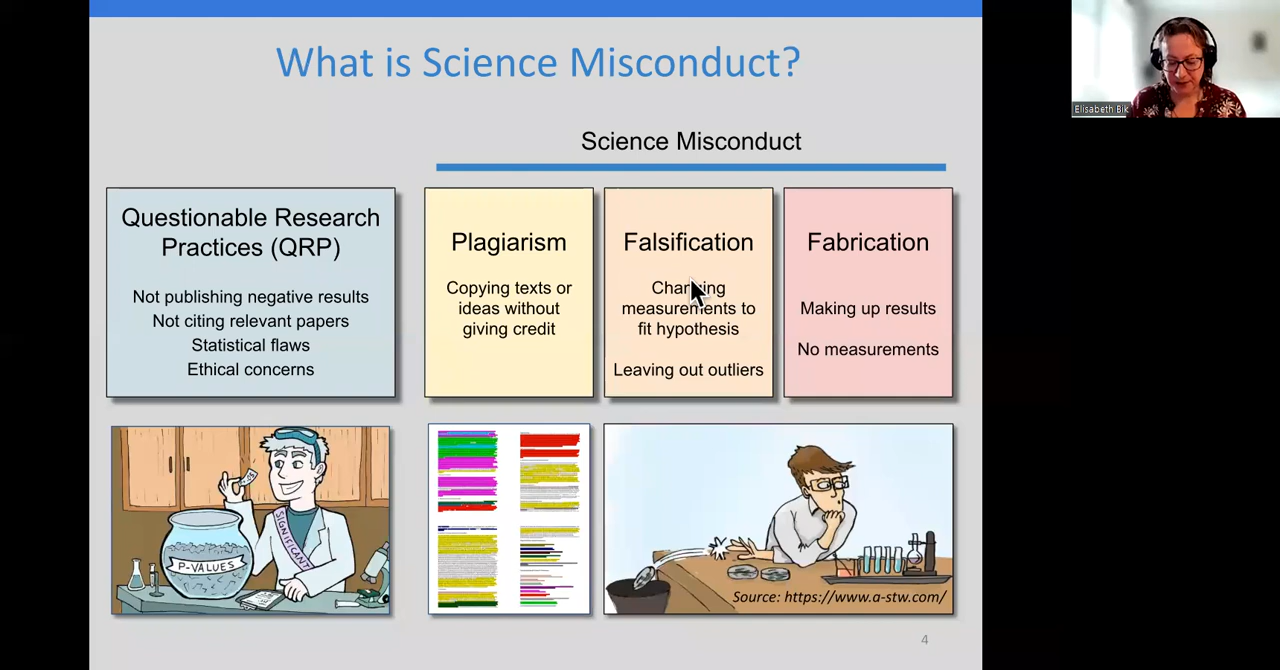 What is Science Misconduct?
Elisabeth Bik
Science Misconduct
Questionable Research
Practices (QRP)
Not publishing negative results
Not citing relevant papers
Statistical flaws
Ethical concerns
Plagiarism
Copying texts or
ideas without
giving credit
Falsification
Changing
measurements to
fit hypothesis
Leaving out outliers
Fabrication
Making up results
No measurements
SIGNIFICANT
P-VALUES
Source: https://www.a-stw.com/
4